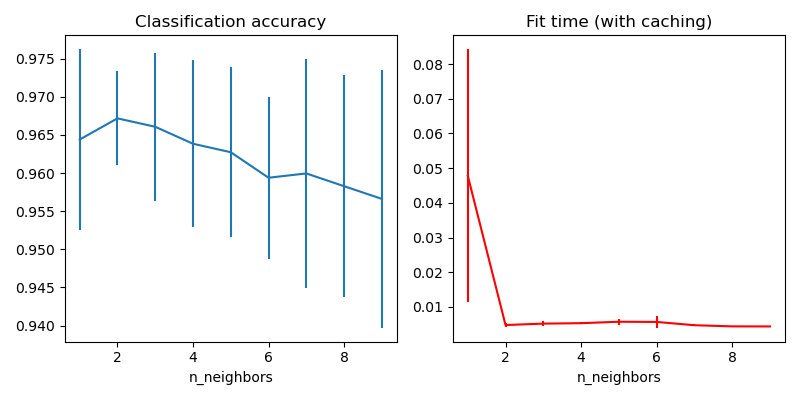 Classification accuracy
0.975
0.970
0.965
0.960
0.955
0.950
0.945
0.940
2 4 6 8
n_neighbors
Fit time (with caching)
0.08
0.07
0.06
0.05
0.04
0.03
0.02
0.01
2 4 6 8
n_neighbors